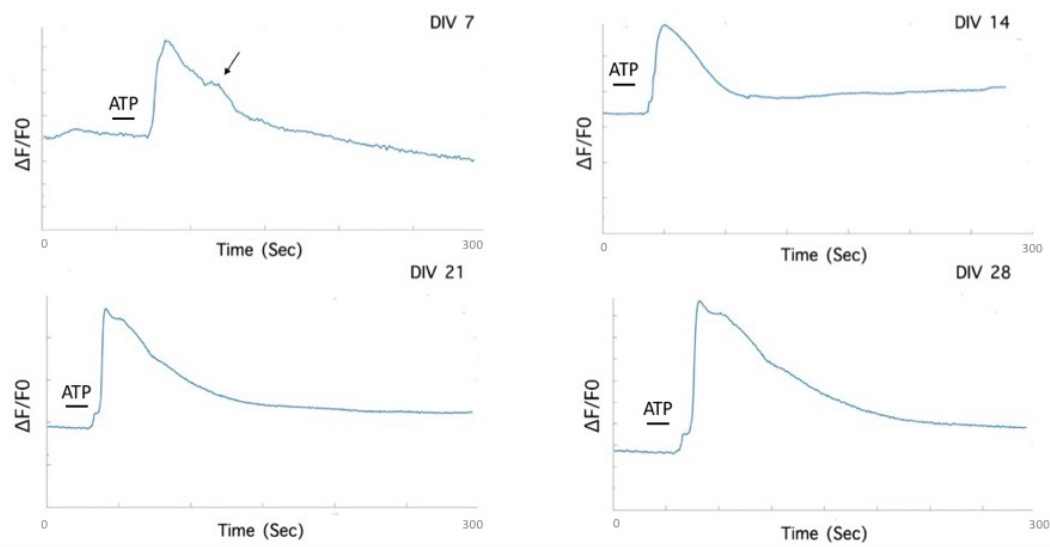 DIV 7
ATP
ΔF/F0
0
Time (Sec)
300
DIV 14
ATP
ΔF/F0
0
Time (Sec)
300
DIV 21
ATP
ΔF/F0
0
Time (Sec)
300
DIV 28
ATP
ΔF/F0
0
Time (Sec)
300